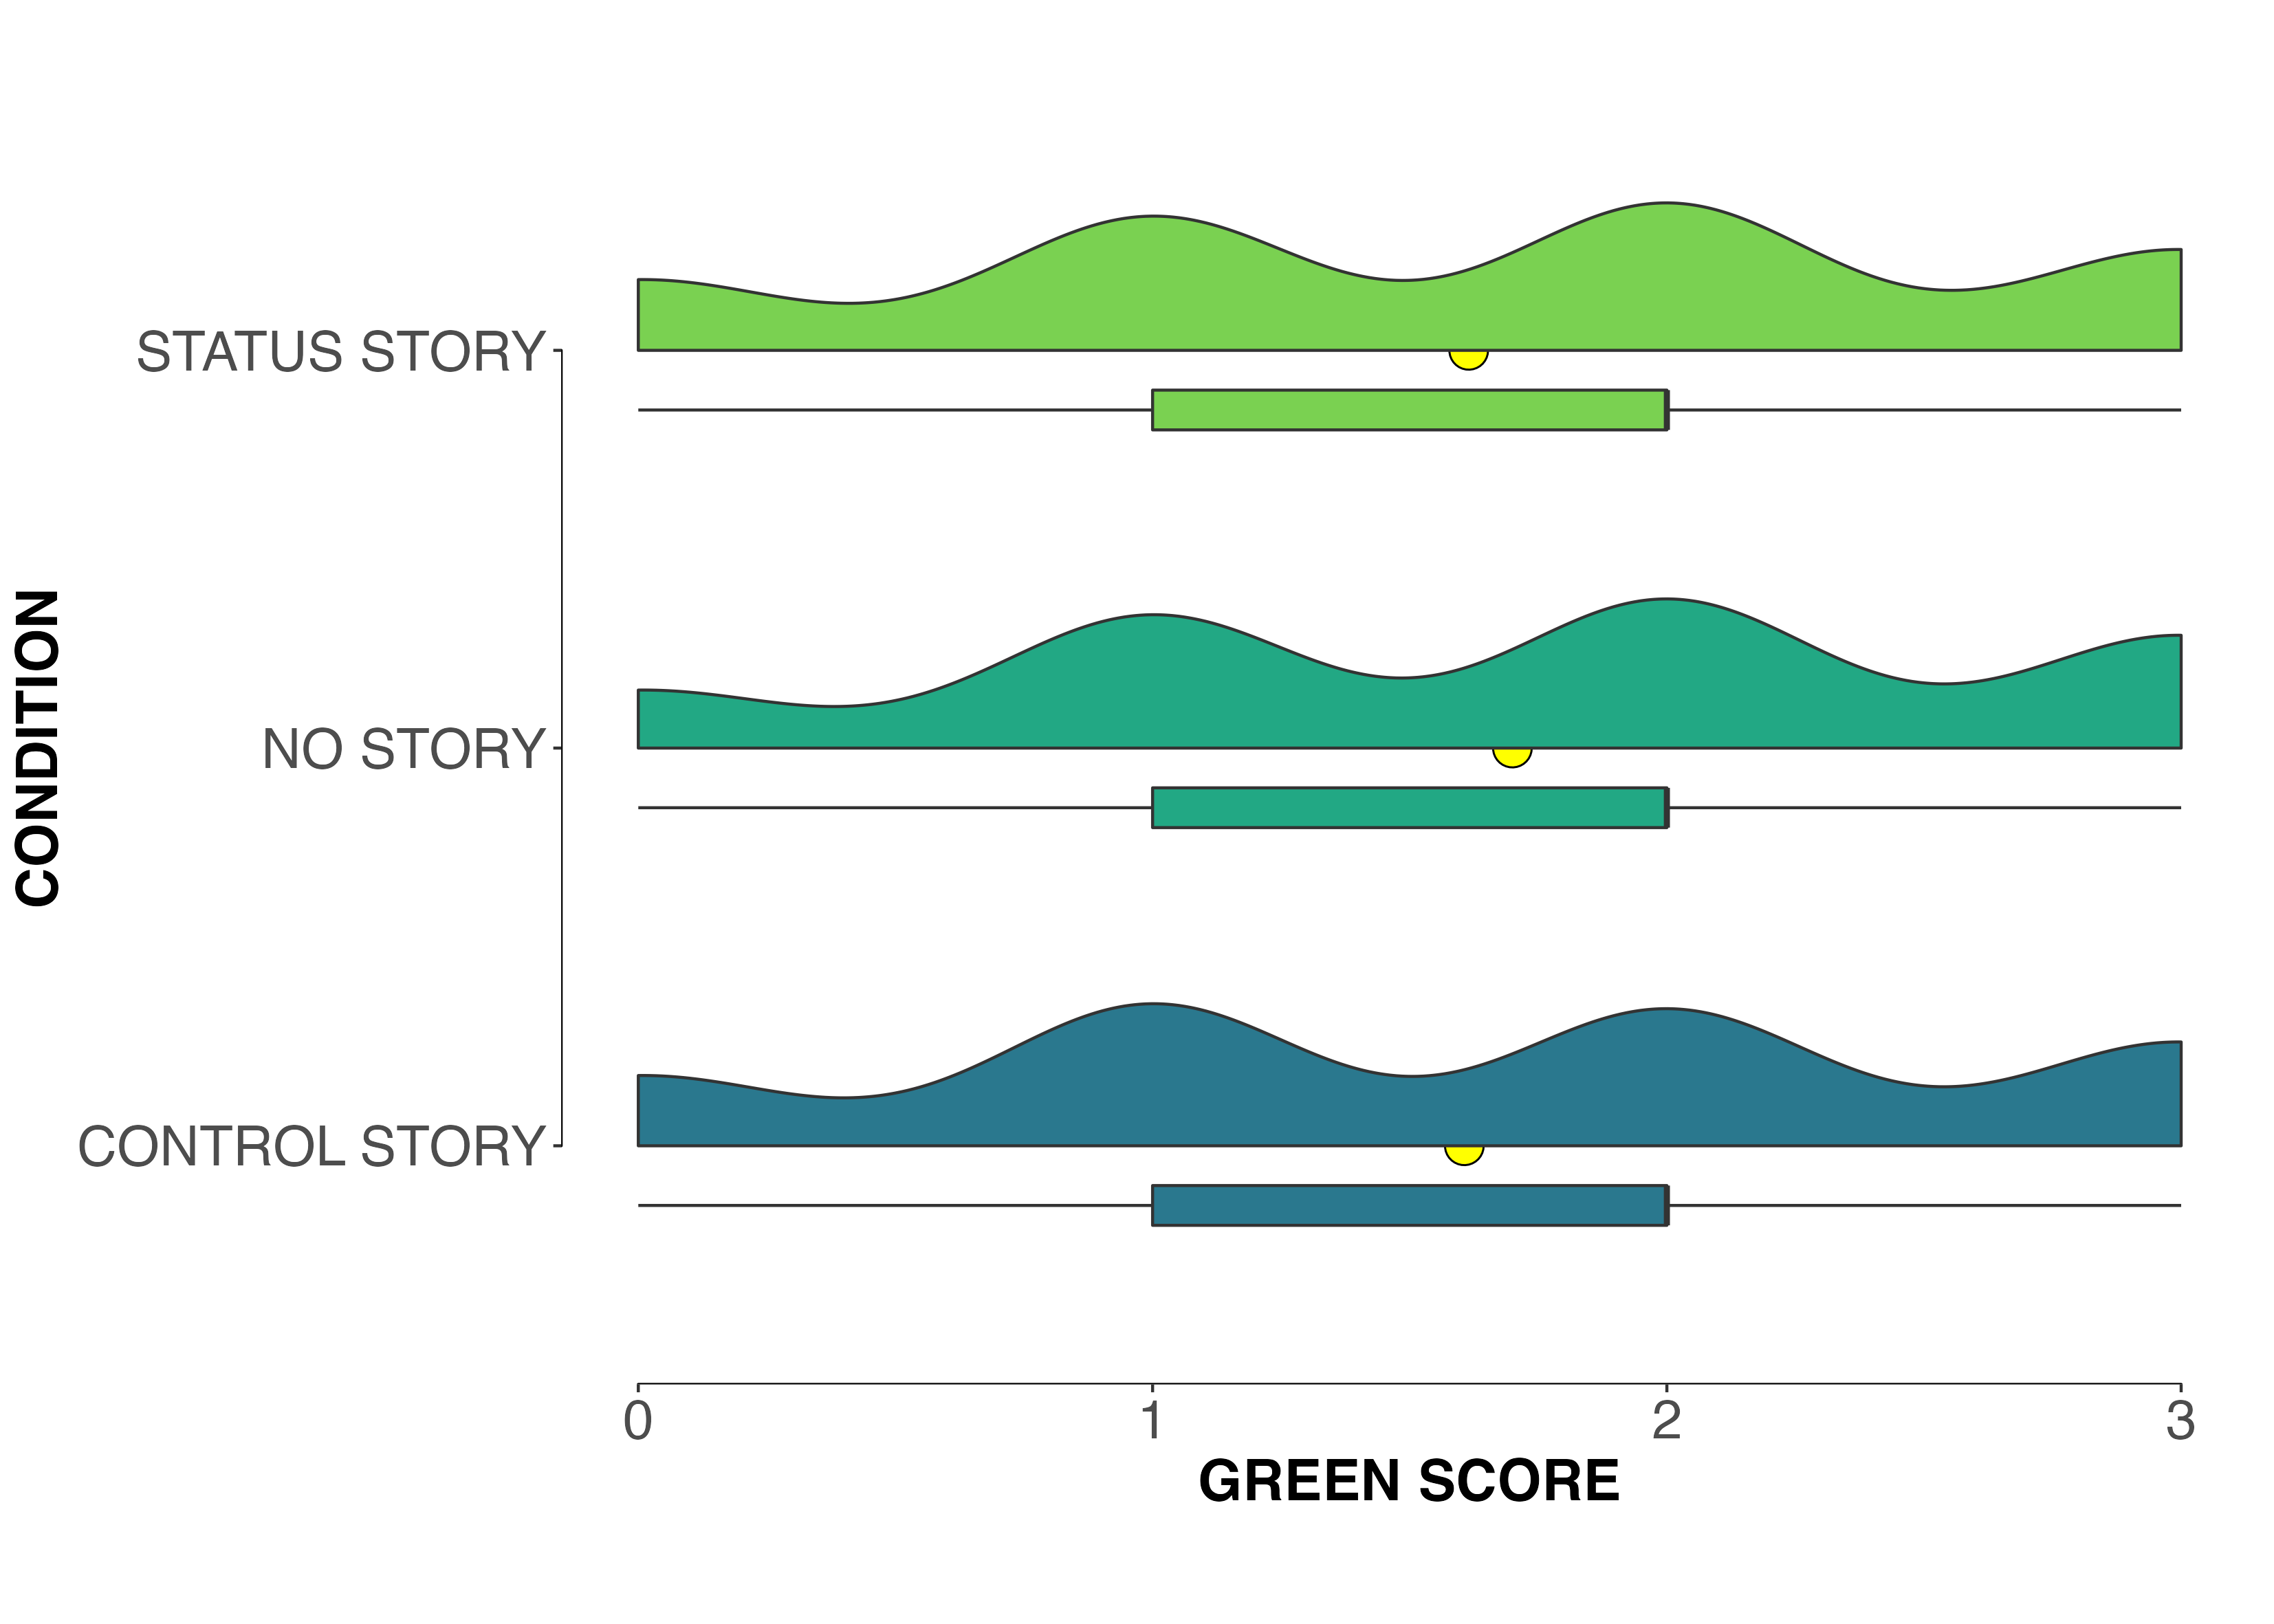 STATUS STORY
NO STORY
CONTROL STORY
CONDITION
0 1 2 3
GREEN SCORE